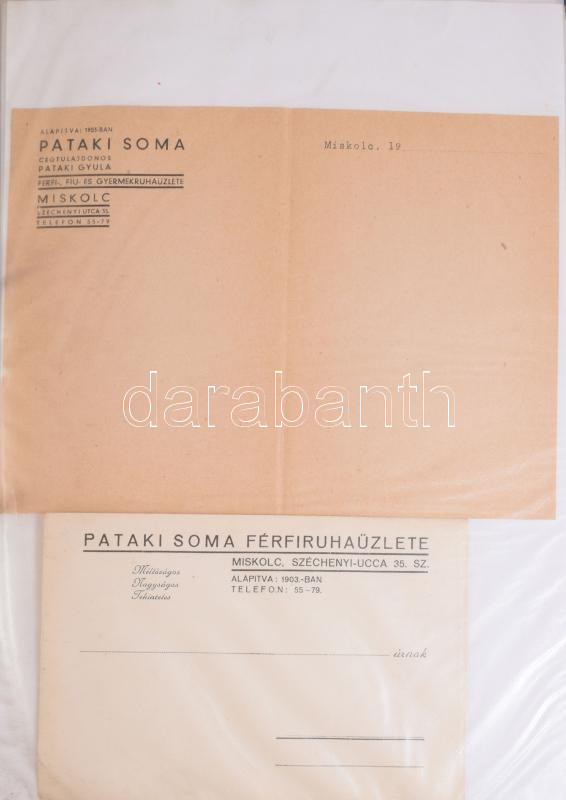 ALAPITVA: 1903-BAN
PATAKI SOMA
CÉGTULAJDONOS
PATAKI GYULA
FÉRFI-, FIU- ÉS GYERMEKRUHAÜZLETE
MISKOLC
SZÉCHENYI UTCA 35.
TELEFON 55-79
Miskolc, 19
darabanth
PATAKI SOMA FÉRFIRUHAÜZLETE
MISKOLC, SZÉCHENYI-UCCA 35. SZ.
ALAPITVA: 1903.-BAN
TELEFON: 55-79.
Méltóságos
Nagyságos
Tekintetes
úrnak